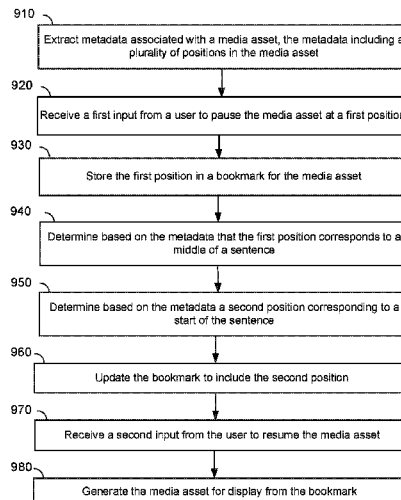 910
Extract metadata associated with a media asset, the metadata including a
plurality of positions in the media asset
920
Receive a first input from a user to pause the media asset at a first position
930
Store the first position in a bookmark for the media asset
940
Determine based on the metadata that the first position corresponds to a
middle of a sentence
950
Determine based on the metadata a second position corresponding to a
start of the sentence
960
Update the bookmark to include the second position
970
Receive a second input from the user to resume the media asset
980
Generate the media asset for display from the bookmark